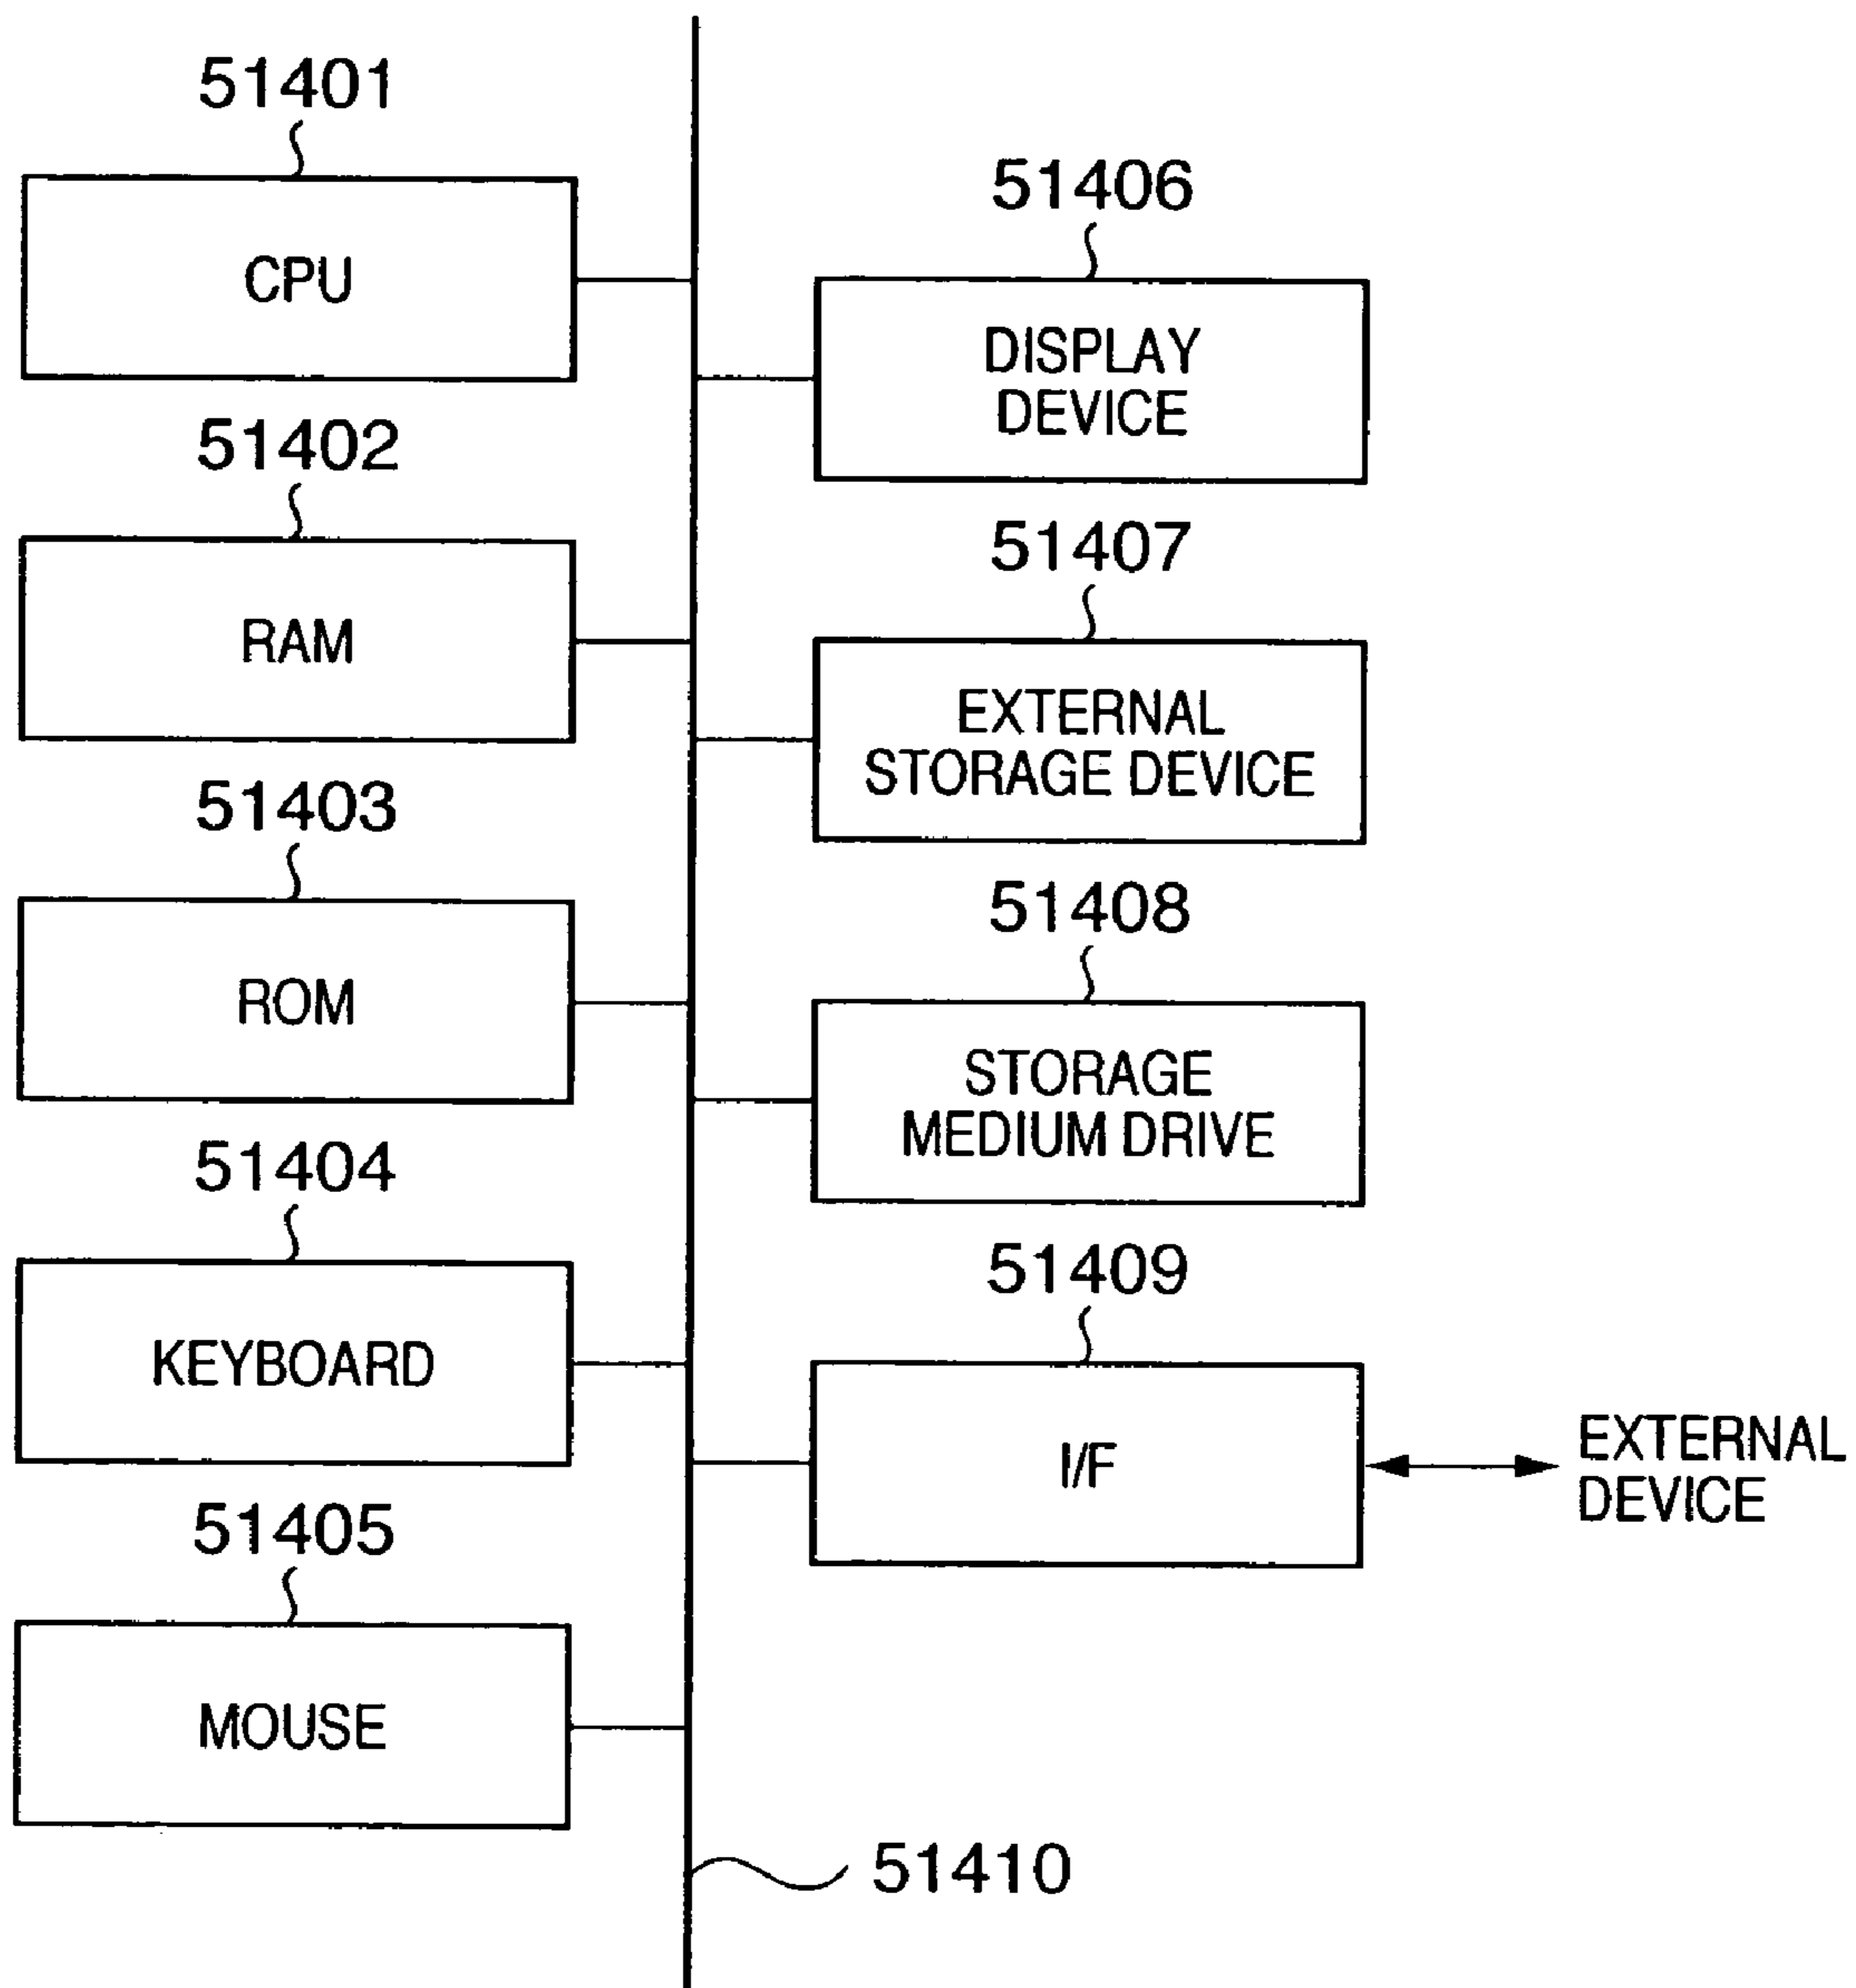 51401
CPU
51402
RAM
51403
ROM
51404
KEYBOARD
51405
MOUSE
51406
DISPLAY
DEVICE
51407
EXTERNAL
STORAGE DEVICE
51408
STORAGE
MEDIUM DRIVE
51409
I/F
EXTERNAL
DEVICE
51410